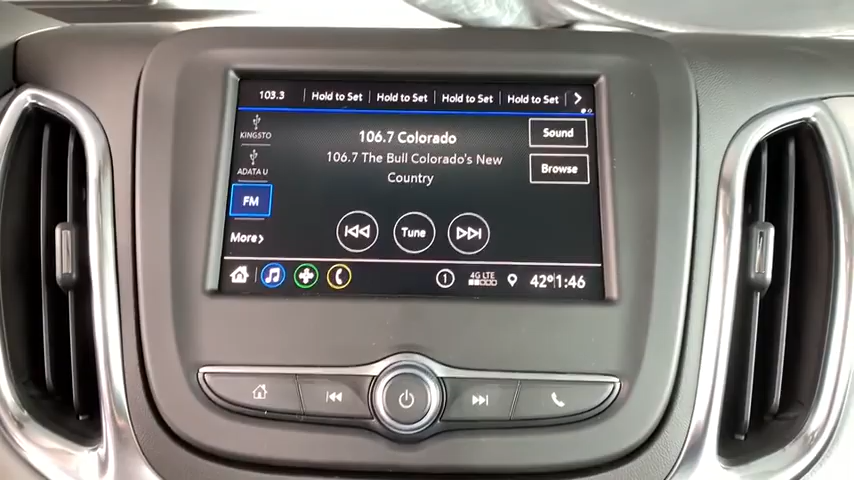 103.3 Hold to Set Hold to Set Hold to Set Hold to Set
KINGSTO
106.7 Colorado
Sound
106.7 The Bull Colorado's New
Country
ADATA U
Browse
FM
Tune
More
1 4G LTE 42° 1:46